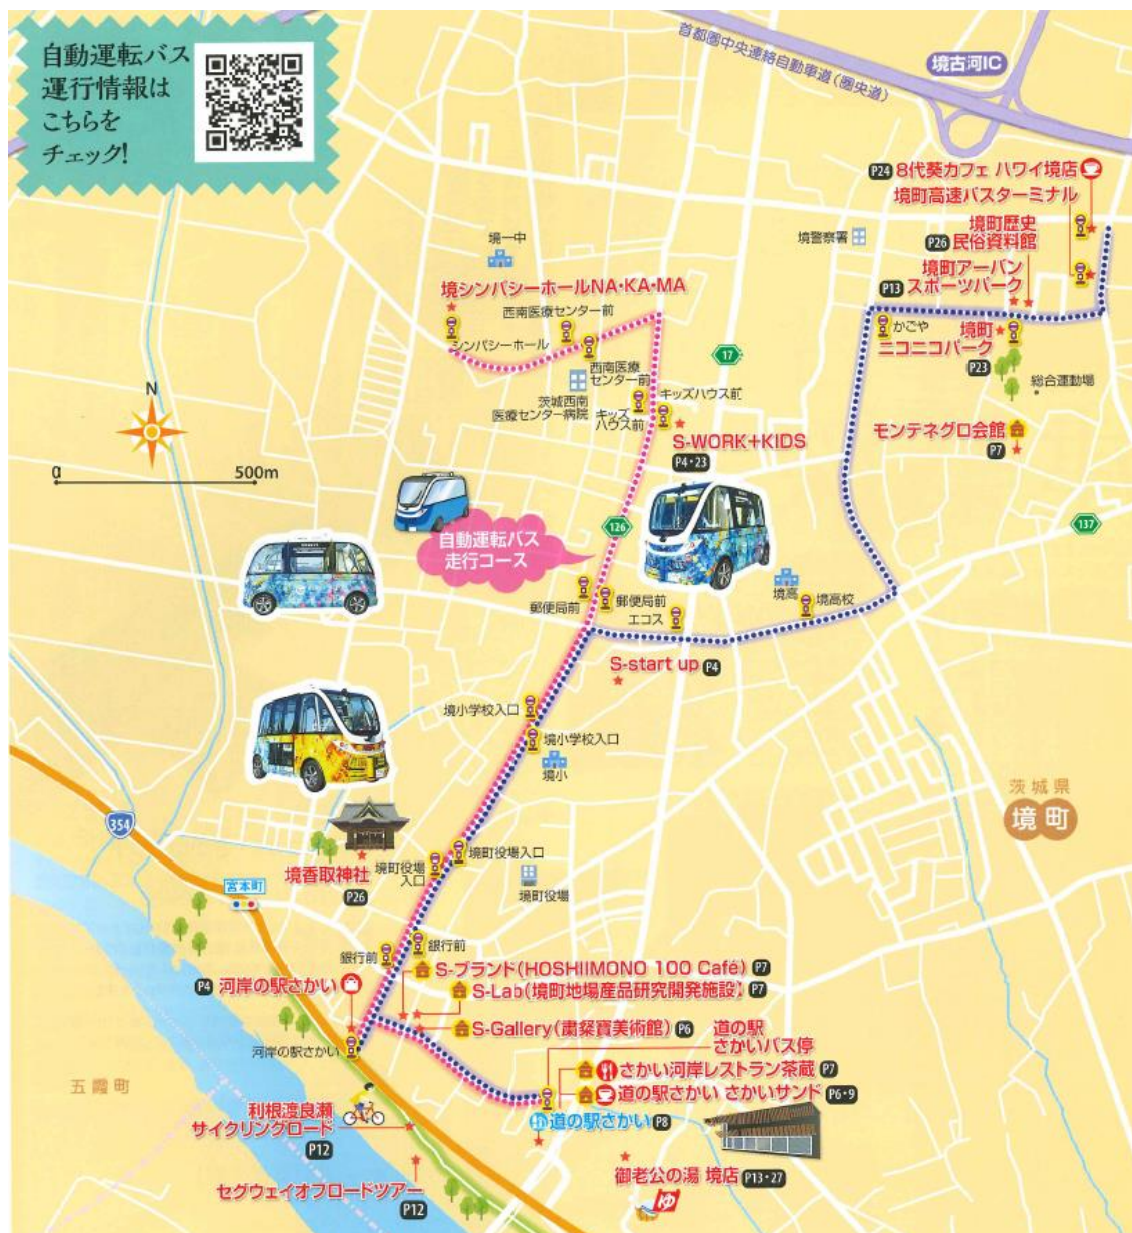 自動運転バス
運行情報は
こちらを
チェック!
首都圏中央連絡自動車道(圏央道)
境古河IC
P24 8代葵カフェ ハワイ境店
境町高速バスターミナル
境町歴史
P26 民俗資料館
境警察署
境町アーバン
P13 スポーツパーク
境一中
境シンパシーホールNA・KA・MA
西南医療センター前
シンパシーホール
西南医療
センター前
茨城西南
医療センター病院
キッズ
ハウス前
キッズハウス前
17
かごや
境町
ニコニコパーク
P23
総合運動場
N
0 500m
S-WORK+KIDS
P4・23
モンテネグロ会館
P7
126
137
自動運転バス
走行コース
郵便局前
郵便局前
エコス
境高
境高校
S-start up P4
境小学校入口
境小学校入口
境小
茨城県
境町
354
境香取神社
P26
境町役場
入口
境町役場入口
境町役場
宮本町
銀行前
銀行前
P4 河岸の駅さかい
S-ブランド(HOSHIIMONO 100 Café) P7
S-Lab(境町地場産品研究開発施設) P7
S-Gallery(粛粲寳美術館) P6
道の駅
さかいバス停
河岸の駅さかい
さかい河岸レストラン茶蔵 P7
道の駅さかい さかいサンド P6・9
道の駅さかい P8
五霞町
利根渡良瀬
サイクリングロード
P12
御老公の湯 境店 P13・27
ゆ
セグウェイオフロードツアー
P12